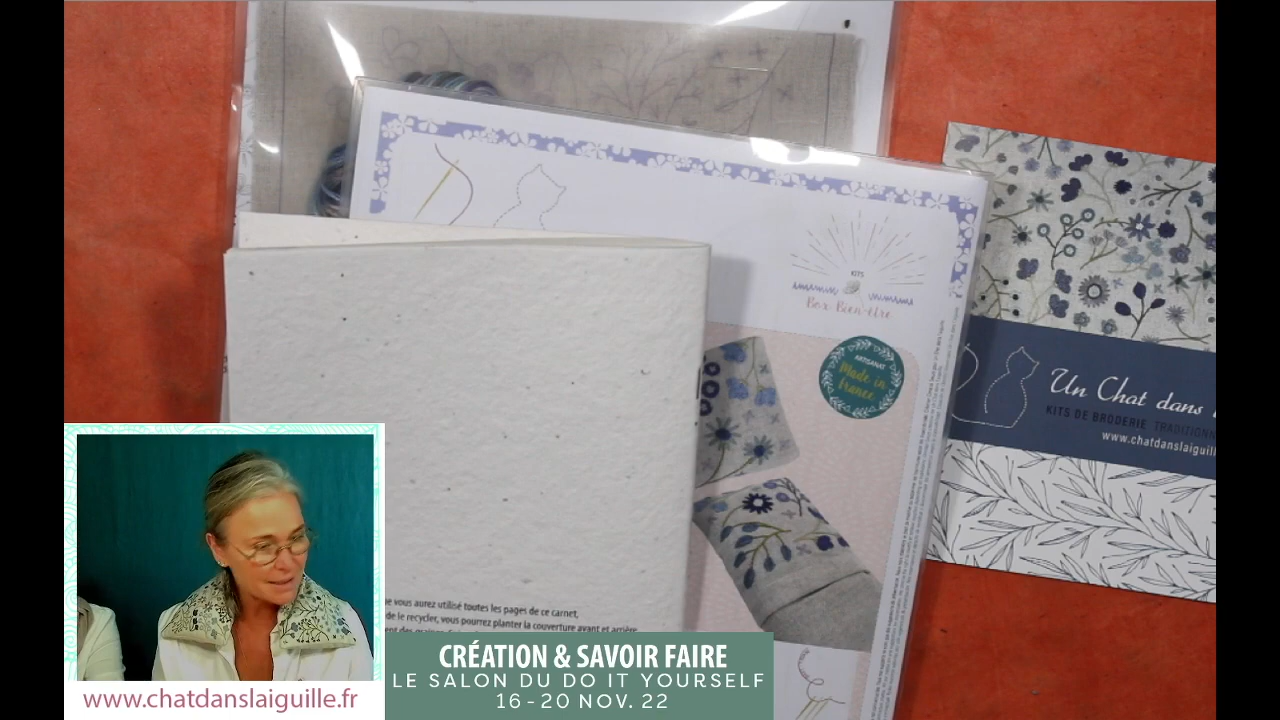 KITS
Box Bien-être
ARTISANAT
Made in
France
Un Chat dans
KITS DE BRODERIE TRADIZIONN
www.chatdanslaiguill
e vous aurez utilisé toutes les pages de ce carnet,
de le recycler, vous pourrez planter la couverture avant et arrière
CRÉATION & SAVOIR FAIRE
LE SALON DU DO IT YOURSELF
16-20 NOV. 22
www.chatdanslaiguille.fr